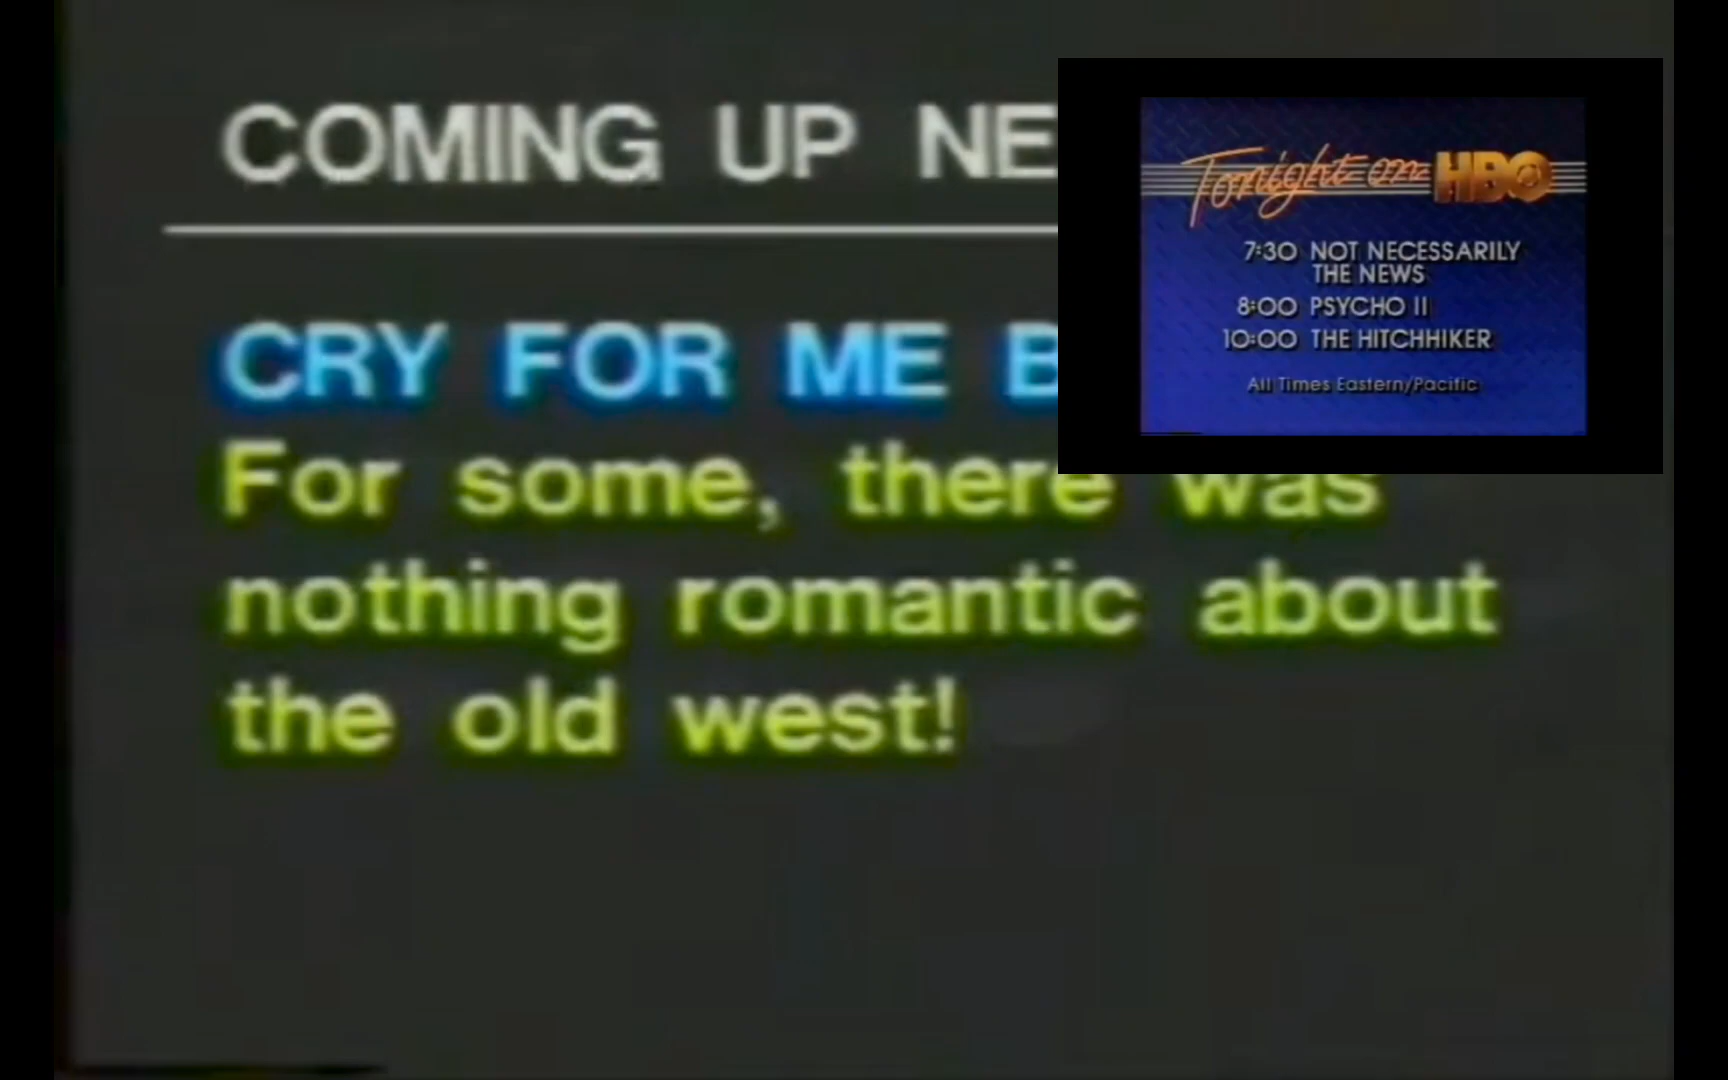 COMING UP NE
CRY FOR ME B
For some, there was
nothing romantic about
the old west!
Tonight on HBO
7:30 NOT NECESSARILY
THE NEWS
8:00 PSYCHO II
10:00 THE HITCHHIKER
All Times Eastern/Pacific